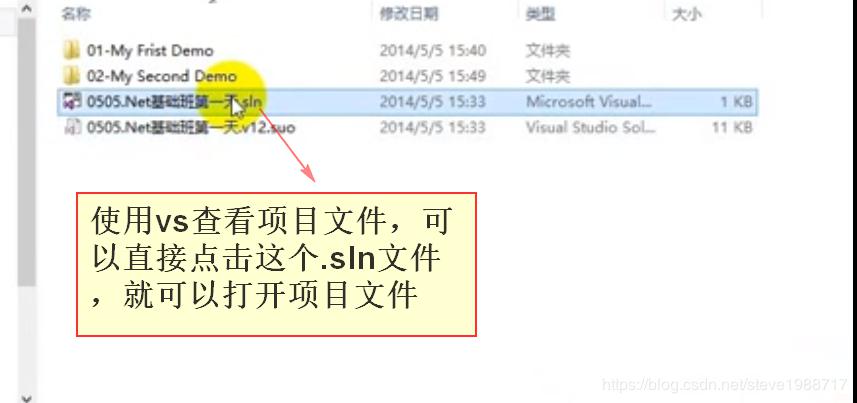 名称 修改日期 类型 大小
01-My Frist Demo 2014/5/5 15:40 文件夹
02-My Second Demo 2014/5/5 15:49 文件夹
0505.Net基础班第一天.sln 2014/5/5 15:33 Microsoft Visual... 1 KB
0505.Net基础班第一天.v12.suo 2014/5/5 15:33 Visual Studio Sol... 11 KB
使用vs查看项目文件，可
以直接点击这个.sln文件
，就可以打开项目文件
https://blog.csdn.net/steve1988717